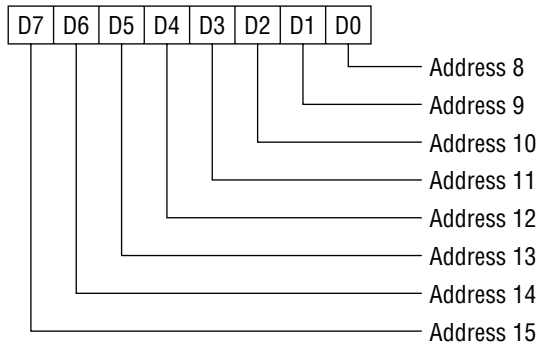 D7 D6 D5 D4 D3 D2 D1 D0
Address 8
Address 9
Address 10
Address 11
Address 12
Address 13
Address 14
Address 15